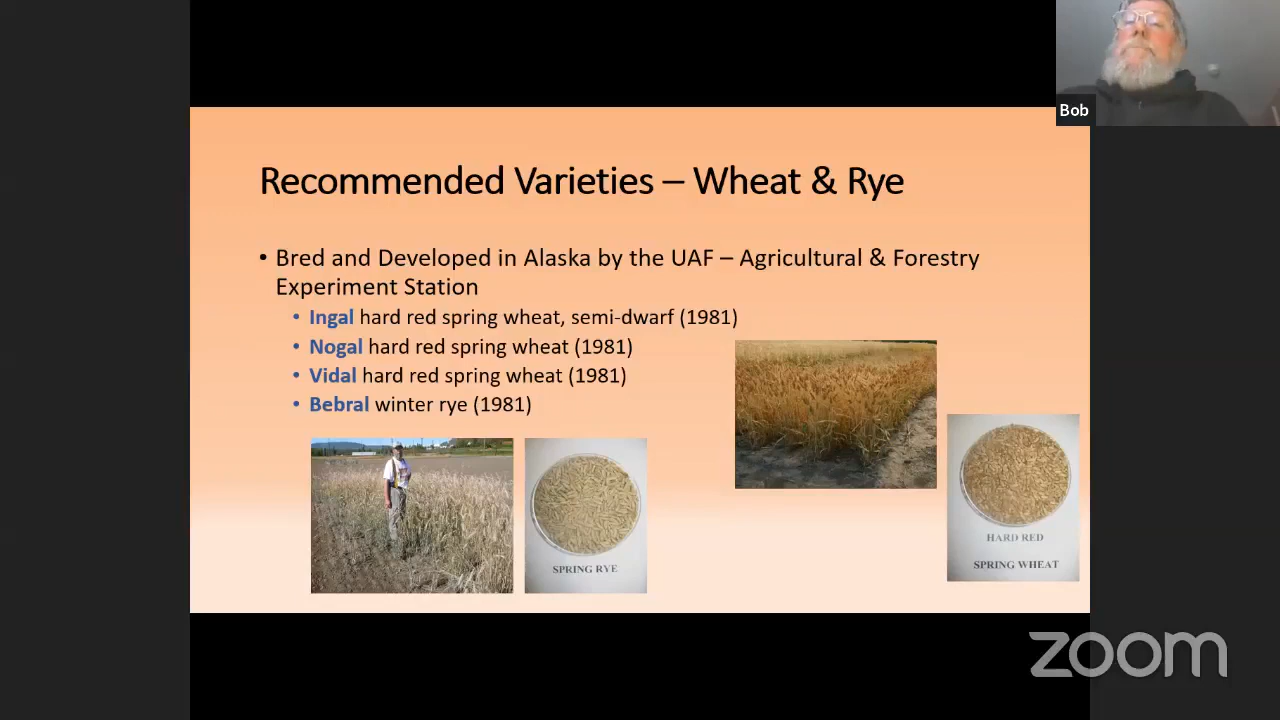 Bob
Recommended Varieties – Wheat & Rye
• Bred and Developed in Alaska by the UAF – Agricultural & Forestry
Experiment Station
• Ingal hard red spring wheat, semi-dwarf (1981)
• Nogal hard red spring wheat (1981)
• Vidal hard red spring wheat (1981)
• Bebral winter rye (1981)
SPRING RYE
HARD RED
SPRING WHEAT
zoom